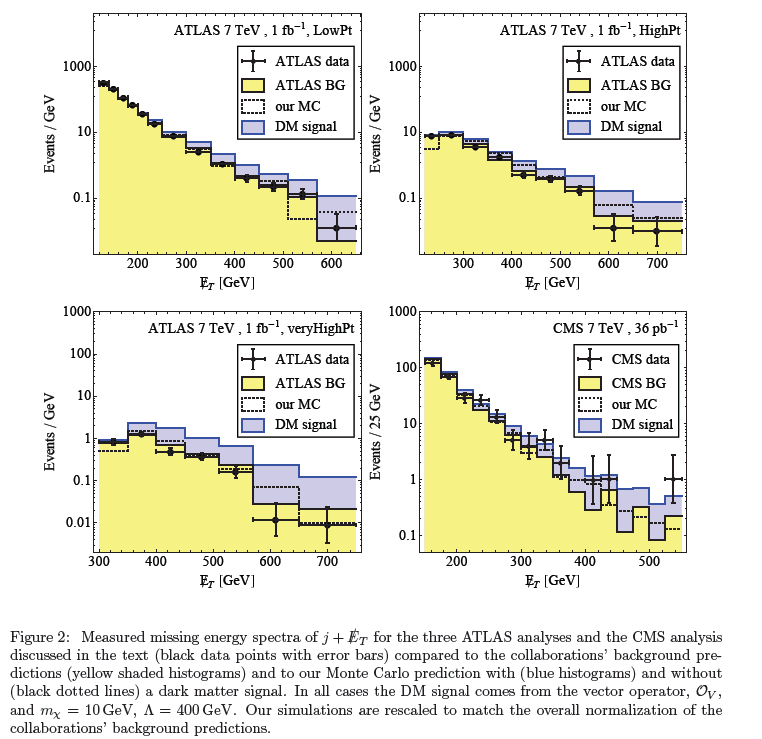 ATLAS 7 TeV , 1 fb⁻¹, LowPt
ATLAS data
ATLAS BG
our MC
DM signal
1000
10
0.1
Events / GeV
200 300 400 500 600
E̸_T [GeV]
ATLAS 7 TeV , 1 fb⁻¹, HighPt
ATLAS data
ATLAS BG
our MC
DM signal
1000
10
0.1
Events / GeV
300 400 500 600 700
E̸_T [GeV]
ATLAS 7 TeV , 1 fb⁻¹, veryHighPt
ATLAS data
ATLAS BG
our MC
DM signal
1000
100
10
1
0.1
0.01
Events / GeV
300 400 500 600 700
E̸_T [GeV]
CMS 7 TeV , 36 pb⁻¹
CMS data
CMS BG
our MC
DM signal
1000
100
10
1
0.1
Events / 25 GeV
200 300 400 500
E̸_T [GeV]
Figure 2: Measured missing energy spectra of j + E̸_T for the three ATLAS analyses and the CMS analysis
discussed in the text (black data points with error bars) compared to the collaborations' background pre-
dictions (yellow shaded histograms) and to our Monte Carlo prediction with (blue histograms) and without
(black dotted lines) a dark matter signal. In all cases the DM signal comes from the vector operator, 𝒪_V,
and m_χ = 10 GeV, Λ = 400 GeV. Our simulations are rescaled to match the overall normalization of the
collaborations' background predictions.